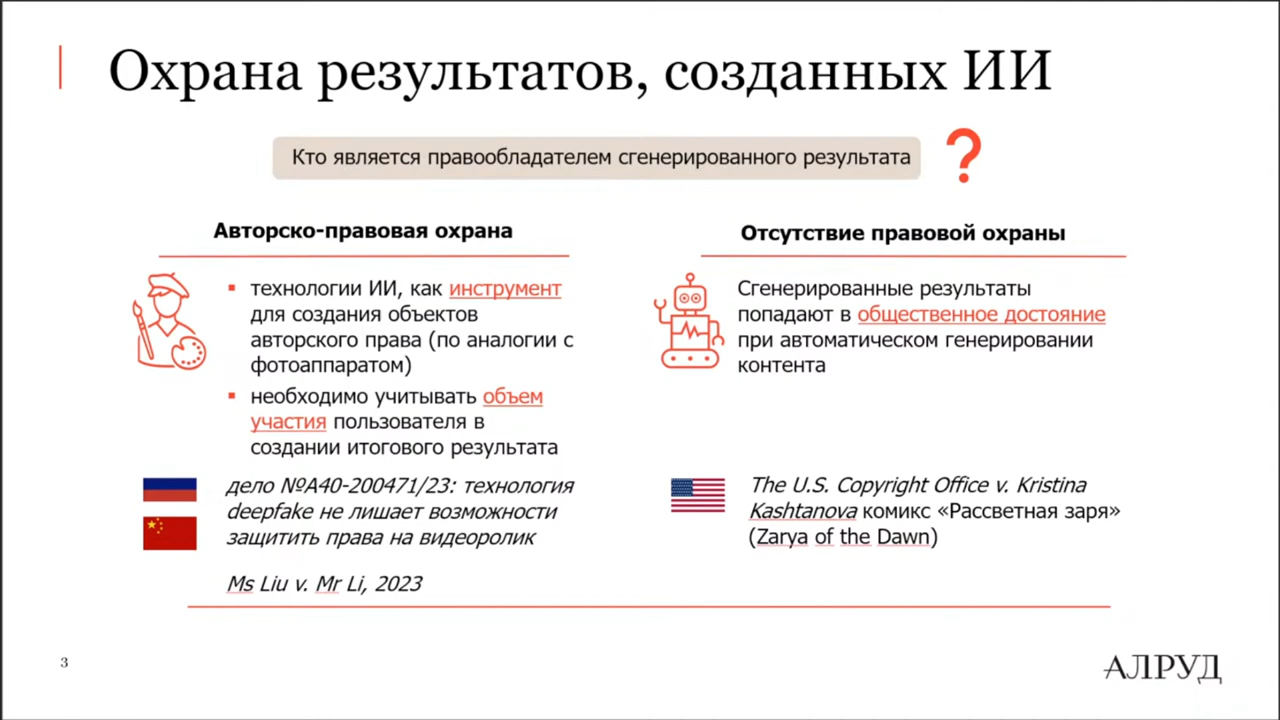 Охрана результатов, созданных ИИ
Кто является правообладателем сгенерированного результата
?
Авторско-правовая охрана
технологии ИИ, как инструмент
для создания объектов
авторского права (по аналогии с
фотоаппаратом)
необходимо учитывать объем
участия пользователя в
создании итогового результата
дело №А40-200471/23: технология
deepfake не лишает возможности
защитить права на видеоролик
Ms Liu v. Mr Li, 2023
Отсутствие правовой охраны
Сгенерированные результаты
попадают в общественное достояние
при автоматическом генерировании
контента
The U.S. Copyright Office v. Kristina
Kashtanova комикс «Рассветная заря»
(Zarya of the Dawn)
3
АЛРУД